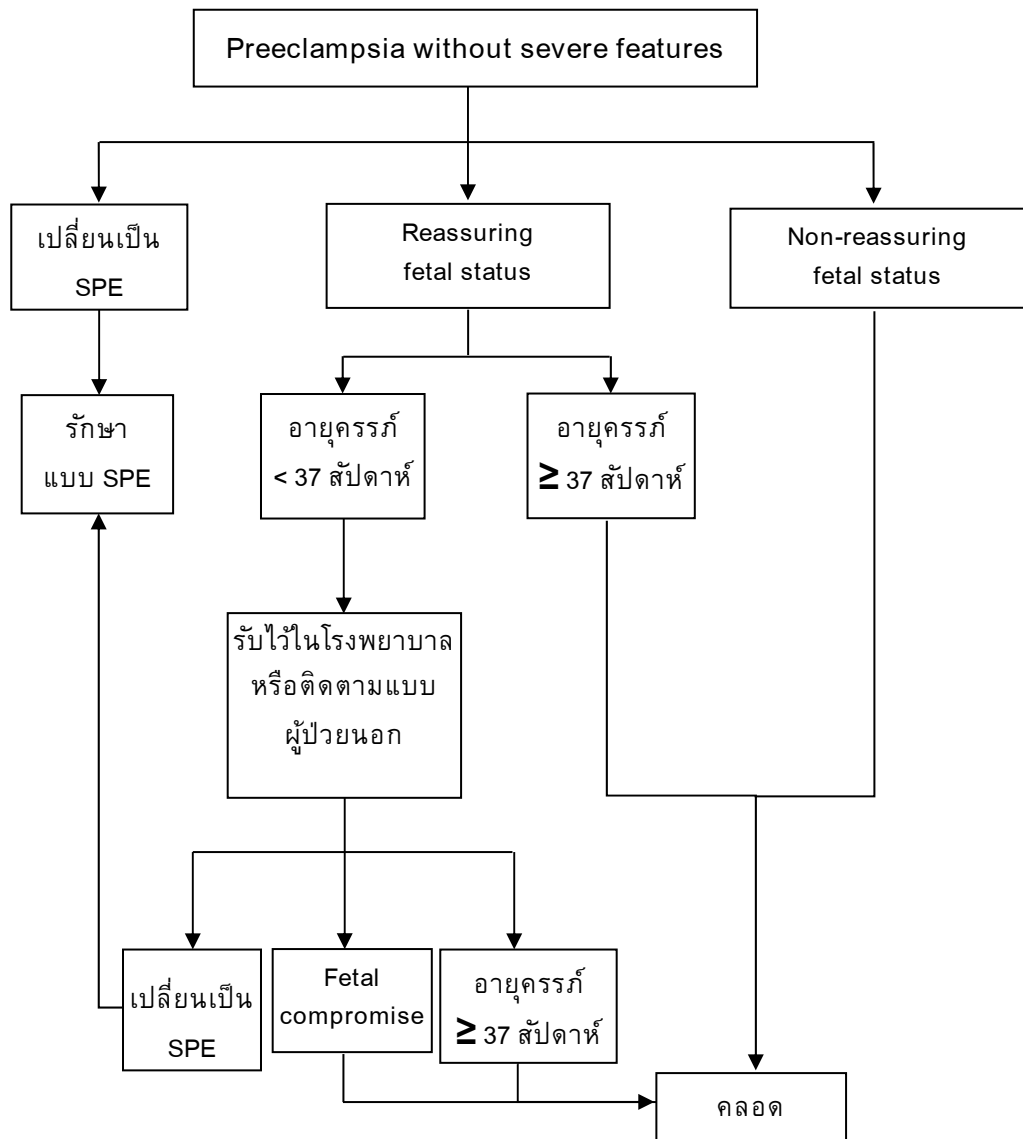 Preeclampsia without severe features
เปลี่ยนเป็น
SPE
Reassuring
fetal status
Non-reassuring
fetal status
รักษา
แบบ SPE
อายุครรภ์
< 37 สัปดาห์
อายุครรภ์
≥ 37 สัปดาห์
รับไว้ในโรงพยาบาล
หรือติดตามแบบ
ผู้ป่วยนอก
เปลี่ยนเป็น
SPE
Fetal
compromise
อายุครรภ์
≥ 37 สัปดาห์
คลอด